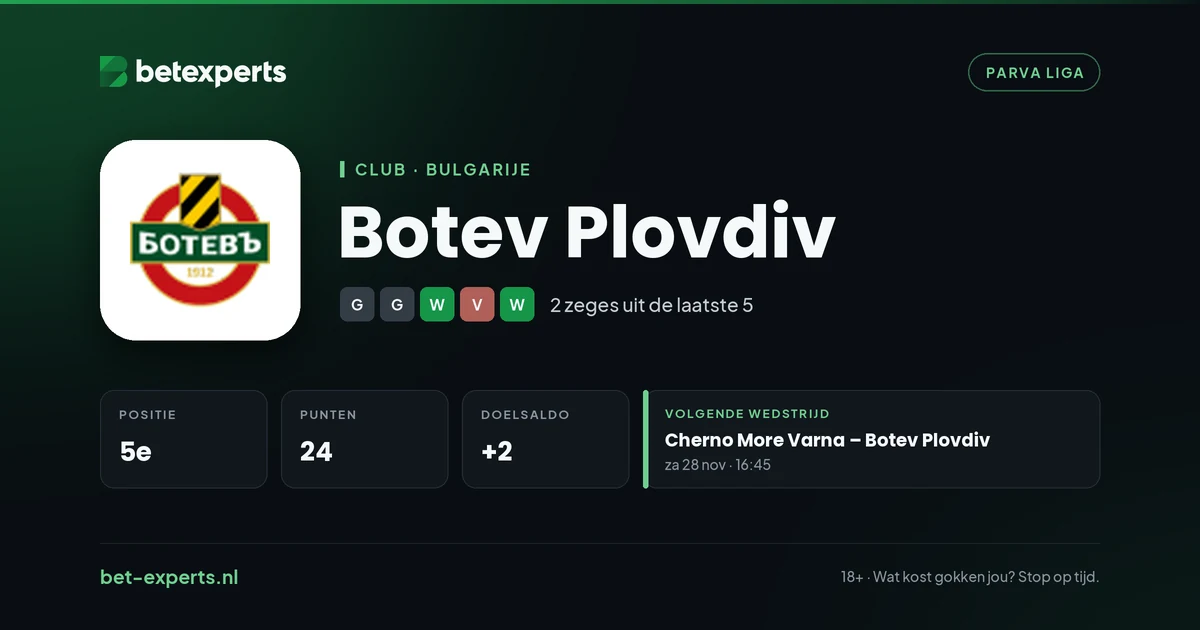 betexperts
PARVA LIGA
БОТЕВЪ
1912
CLUB · BULGARIJE
Botev Plovdiv
G G W V W 2 zeges uit de laatste 5
POSITIE
5e
PUNTEN
24
DOELSALDO
+2
VOLGENDE WEDSTRIJD
Cherno More Varna – Botev Plovdiv
za 28 nov · 16:45
bet-experts.nl
18+ · Wat kost gokken jou? Stop op tijd.